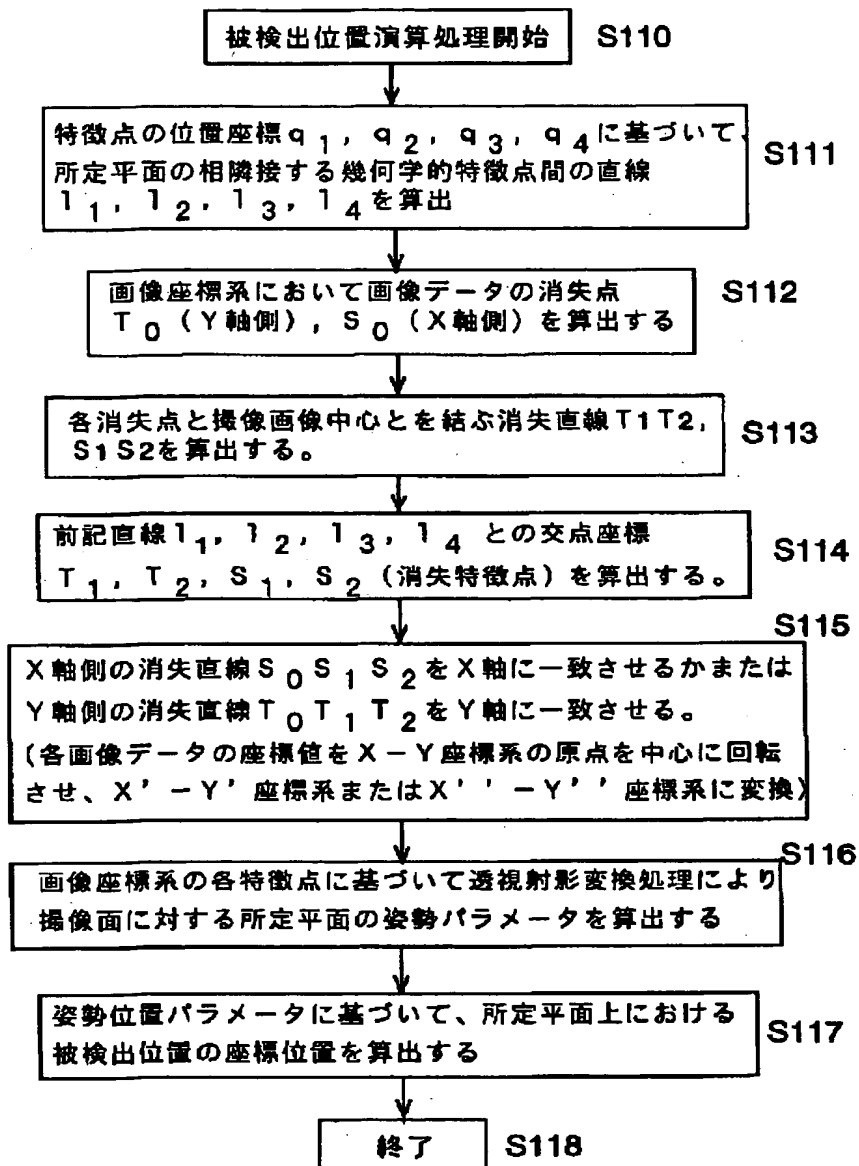 被検出位置演算処理開始 S110
特徴点の位置座標q1, q2, q3, q4に基づいて、
S111
所定平面の相隣接する幾何学的特徴点間の直線
l1, l2, l3, l4を算出
画像座標系において画像データの消失点 S112
T0(Y軸側), S0(X軸側)を算出する
各消失点と撮像画像中心とを結ぶ消失直線T1T2, S113
S1S2を算出する。
前記直線l1, l2, l3, l4 との交点座標
S114
T1, T2, S1, S2(消失特徴点)を算出する。
S115
X軸側の消失直線S0S1S2をX軸に一致させるかまたは
Y軸側の消失直線T0T1T2をY軸に一致させる。
(各画像データの座標値をX-Y座標系の原点を中心に回転
させ、X'-Y'座標系またはX''-Y''座標系に変換)
S116
画像座標系の各特徴点に基づいて透視射影変換処理により
撮像面に対する所定平面の姿勢パラメータを算出する
姿勢位置パラメータに基づいて、所定平面上における
S117
被検出位置の座標位置を算出する
終了 S118